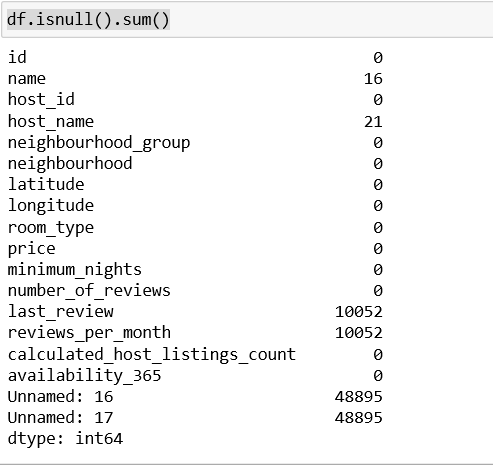 df.isnull().sum()
id 0
name 16
host_id 0
host_name 21
neighbourhood_group 0
neighbourhood 0
latitude 0
longitude 0
room_type 0
price 0
minimum_nights 0
number_of_reviews 0
last_review 10052
reviews_per_month 10052
calculated_host_listings_count 0
availability_365 0
Unnamed: 16 48895
Unnamed: 17 48895
dtype: int64